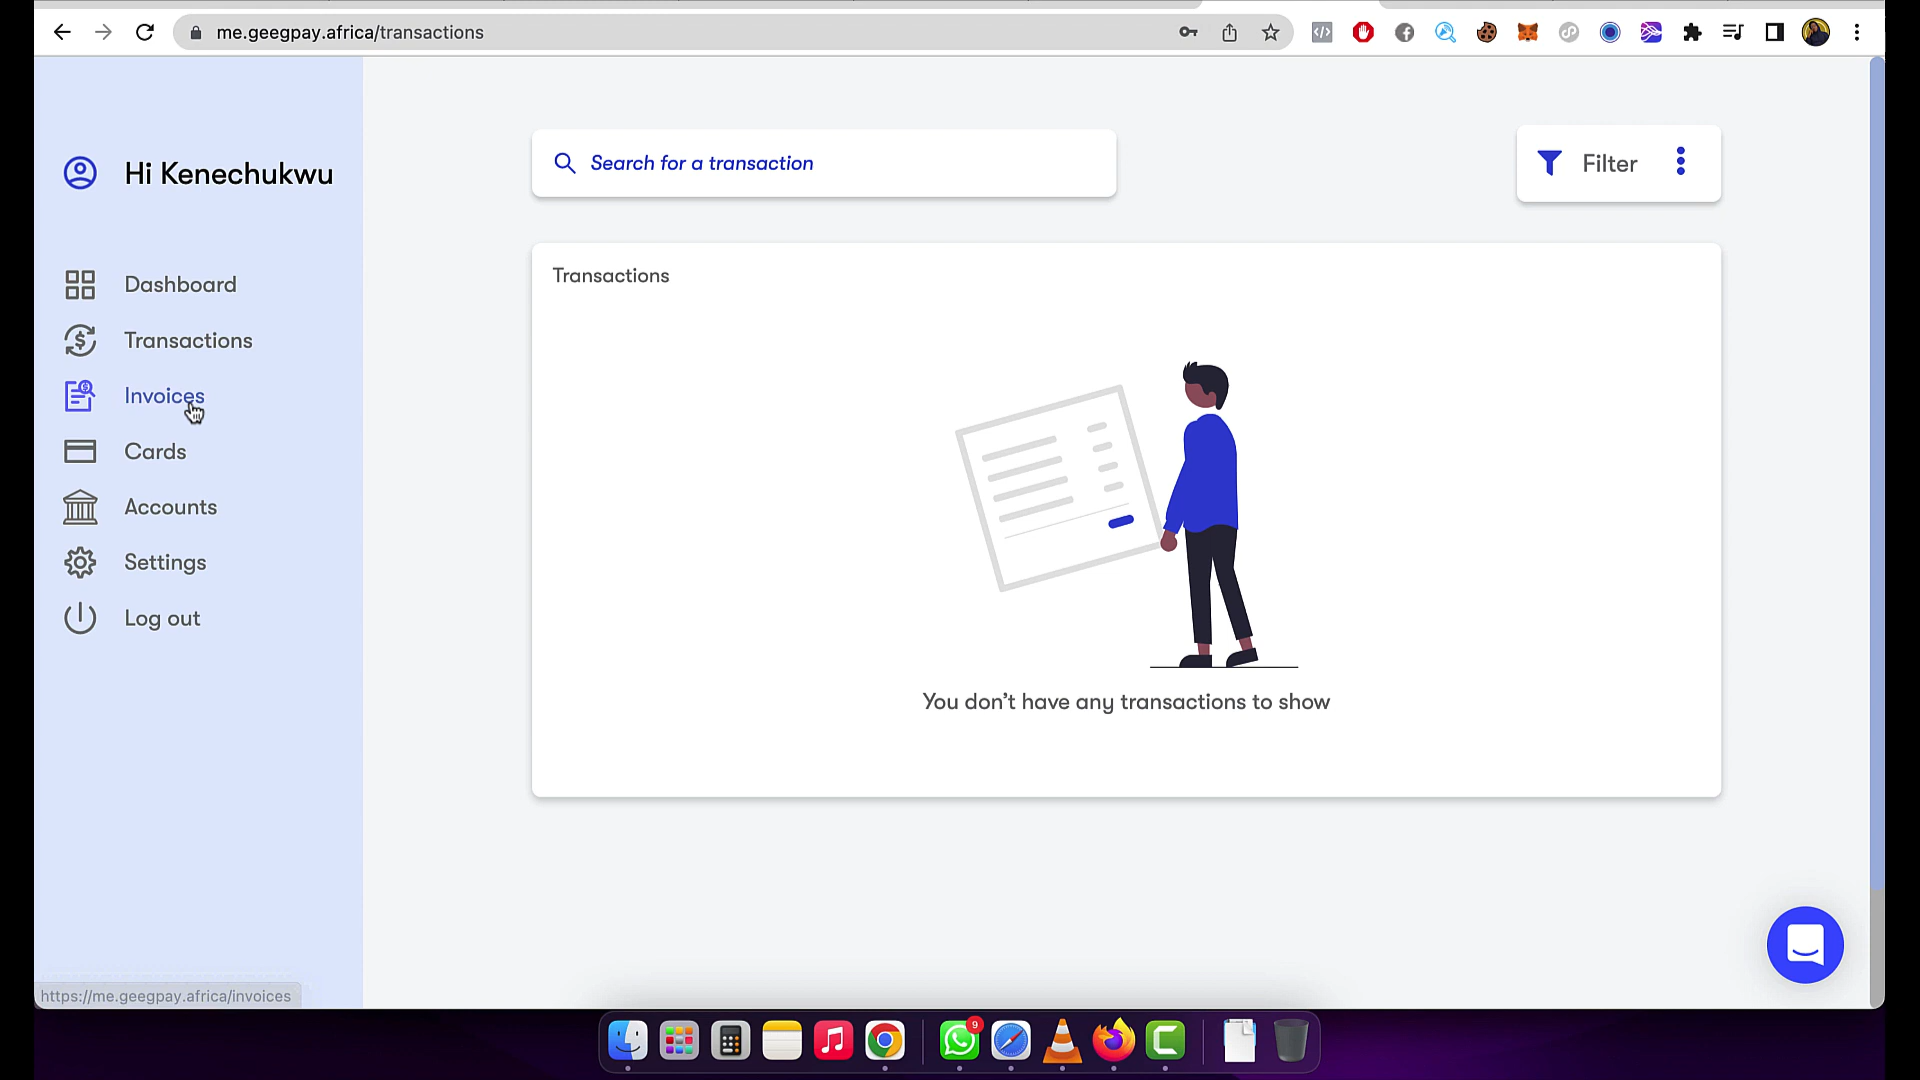 me.geegpay.africa/transactions
Hi Kenechukwu
Search for a transaction
Filter
Dashboard
Transactions
Invoices
Cards
Accounts
Settings
Log out
Transactions
You don't have any transactions to show
https://me.geegpay.africa/invoices
9